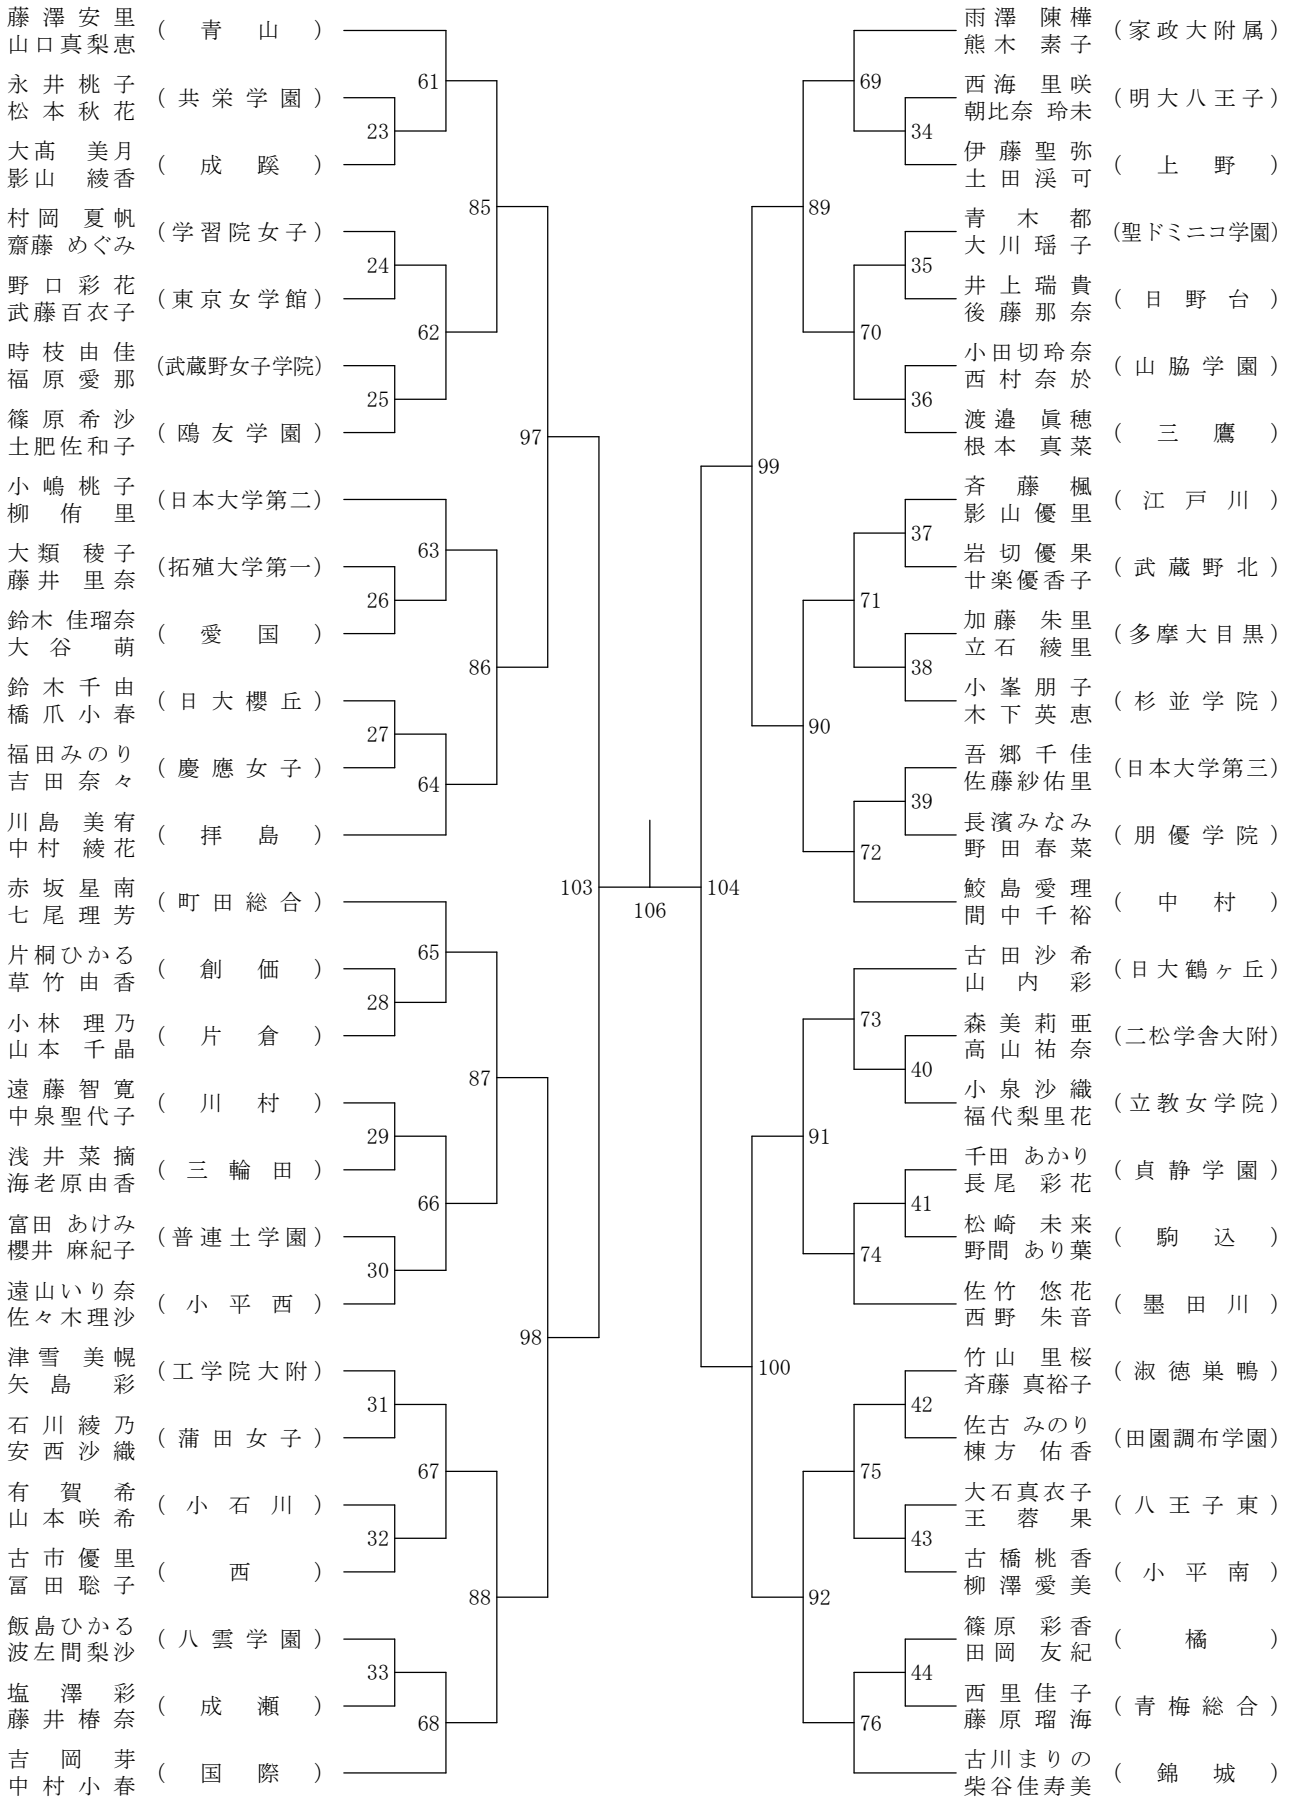 藤澤安里
山口真梨恵
(青山)
永井桃子
松本秋花
(共栄学園)
大髙 美月
影山 綾香
(成蹊)
村岡 夏帆
齋藤 めぐみ
(学習院女子)
野口彩花
武藤百衣子
(東京女学館)
時枝由佳
福原愛那
(武蔵野女子学院)
篠原希沙
土肥佐和子
(鴎友学園)
小嶋桃子
柳侑里
(日本大学第二)
大類 稜子
藤井 里奈
(拓殖大学第一)
鈴木 佳瑠奈
大谷 萌
(愛国)
鈴木千由
橋爪小春
(日大櫻丘)
福田みのり
吉田奈々
(慶應女子)
川島 美宥
中村 綾花
(拝島)
赤坂星南
七尾理芳
(町田総合)
片桐ひかる
草竹由香
(創価)
小林 理乃
山本 千晶
(片倉)
遠藤智寛
中泉聖代子
(川村)
浅井菜摘
海老原由香
(三輪田)
富田 あけみ
櫻井 麻紀子
(普連土学園)
遠山いり奈
佐々木理沙
(小平西)
津雪 美幌
矢島 彩
(工学院大附)
石川綾乃
安西沙織
(蒲田女子)
有賀希
山本咲希
(小石川)
古市優里
冨田聡子
(西)
飯島ひかる
波左間梨沙
(八雲学園)
塩澤彩
藤井椿奈
(成瀬)
吉岡芽
中村小春
(国際)
61
23
85
24
62
25
97
63
26
86
27
64
103
65
28
87
29
66
30
98
31
67
32
88
33
68
106
104
69
34
89
35
70
36
99
37
71
38
90
39
72
73
40
91
41
74
100
42
75
43
92
44
76
雨澤 陳樺
熊木 素子
(家政大附属)
西海 里咲
朝比奈 玲未
(明大八王子)
伊藤聖弥
土田渓可
(上野)
青木都
大川瑶子
(聖ドミニコ学園)
井上瑞貴
後藤那奈
(日野台)
小田切玲奈
西村奈於
(山脇学園)
渡邉 眞穂
根本 真菜
(三鷹)
斉藤楓
影山優里
(江戸川)
岩切優果
廿楽優香子
(武蔵野北)
加藤 朱里
立石 綾里
(多摩大目黒)
小峯朋子
木下英恵
(杉並学院)
吾郷千佳
佐藤紗佑里
(日本大学第三)
長濱みなみ
野田春菜
(朋優学院)
鮫島愛理
間中千裕
(中村)
古田沙希
山内彩
(日大鶴ヶ丘)
森美莉亜
高山祐奈
(二松学舎大附)
小泉沙織
福代梨里花
(立教女学院)
千田 あかり
長尾 彩花
(貞静学園)
松崎 未来
野間 あり葉
(駒込)
佐竹 悠花
西野 朱音
(墨田川)
竹山 里桜
斉藤 真裕子
(淑徳巣鴨)
佐古 みのり
棟方 佑香
(田園調布学園)
大石真衣子
王蓉果
(八王子東)
古橋桃香
柳澤愛美
(小平南)
篠原 彩香
田岡 友紀
(橘)
西里佳子
藤原瑠海
(青梅総合)
古川まりの
柴谷佳寿美
(錦城)